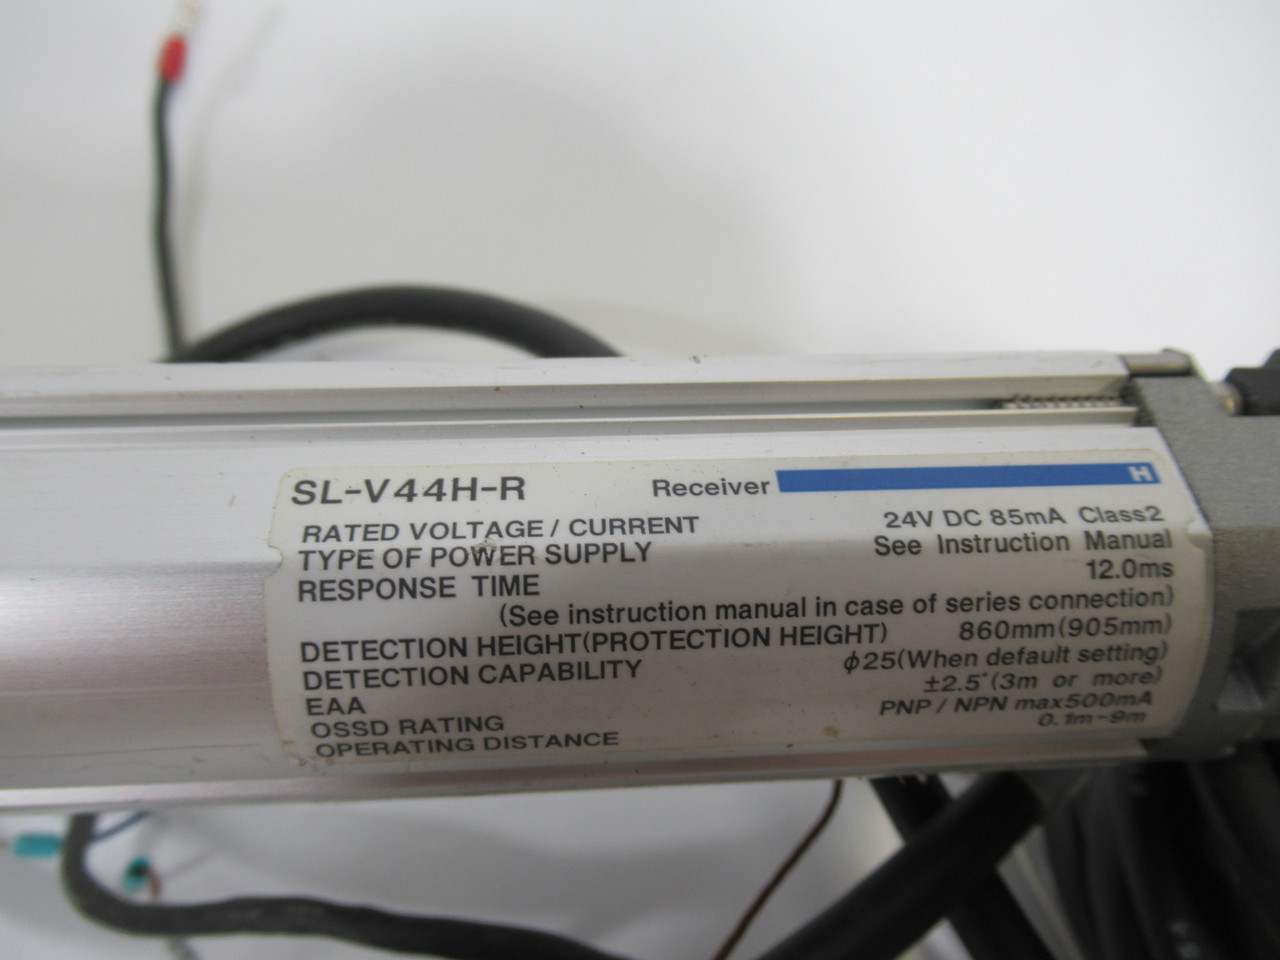 SL-V44H-R Receiver H
RATED VOLTAGE / CURRENT 24V DC 85mA Class2
TYPE OF POWER SUPPLY See Instruction Manual
RESPONSE TIME 12.0ms
(See instruction manual in case of series connection)
DETECTION HEIGHT(PROTECTION HEIGHT) 860mm(905mm)
DETECTION CAPABILITY ϕ25(When default setting)
EAA ±2.5°(3m or more)
OSSD RATING PNP / NPN max500mA
OPERATING DISTANCE 0.1m~9m